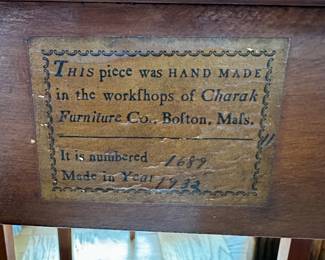 THIS piece was HAND MADE
in the workſhops of Charak
Furniture Co., Boſton, Maſs.
It is numbered 1689
Made in Year 1932